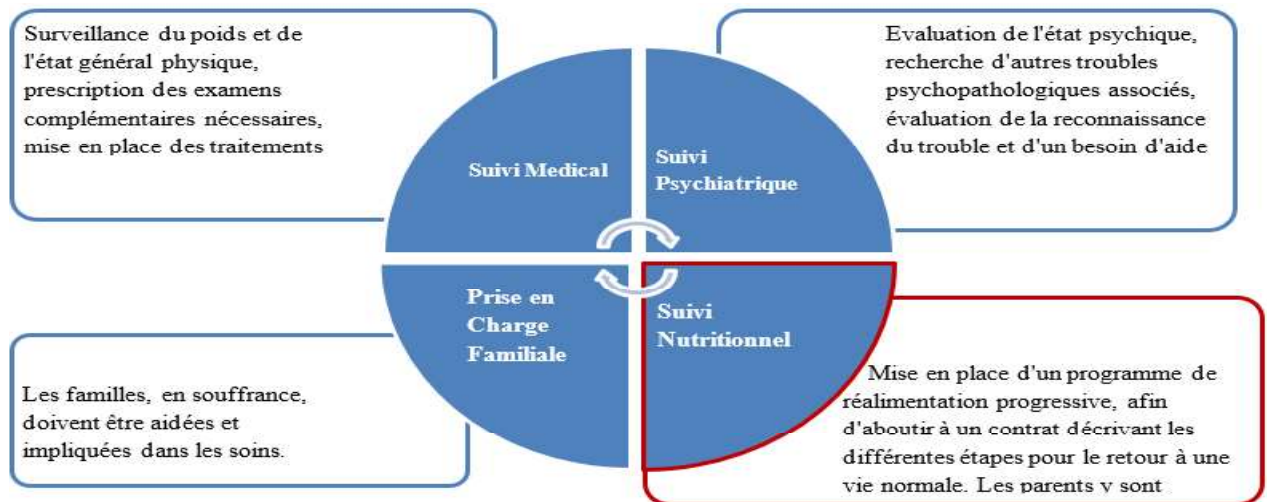 Surveillance du poids et de
l'état général physique,
prescription des examens
complémentaires nécessaires,
mise en place des traitements
Evaluation de l'état psychique,
recherche d'autres troubles
psychopathologiques associés,
évaluation de la reconnaissance
du trouble et d'un besoin d'aide
Suivi Medical
Suivi
Psychiatrique
Prise en
Charge
Familiale
Suivi
Nutritionnel
Les familles, en souffrance,
doivent être aidées et
impliquées dans les soins.
Mise en place d'un programme de
réalimentation progressive, afin
d'aboutir à un contrat décrivant les
différentes étapes pour le retour à une
vie normale. Les parents y sont